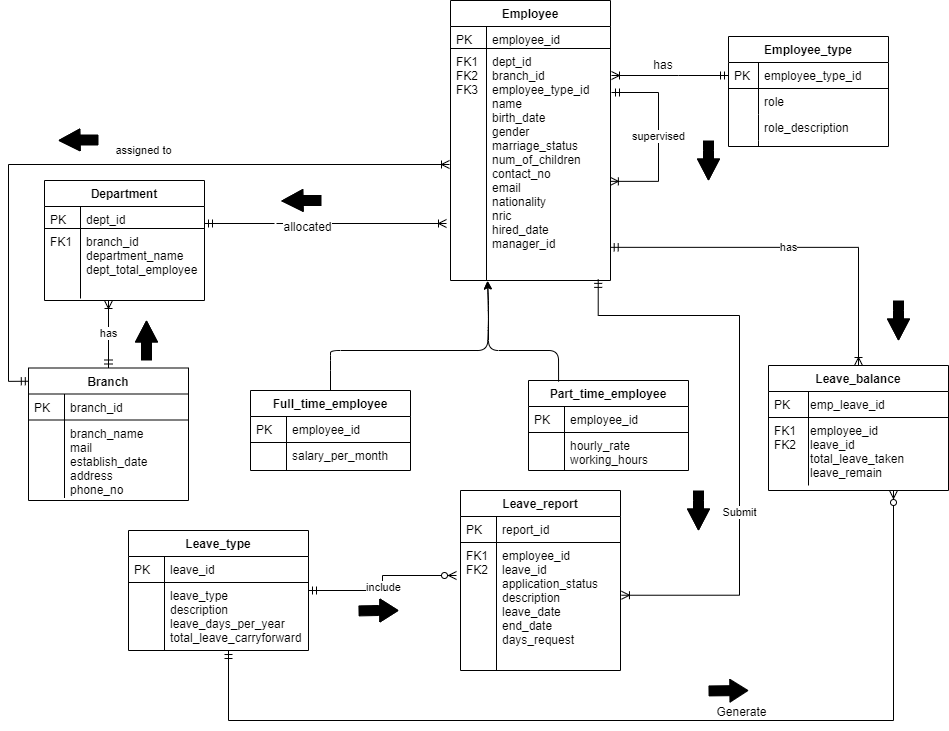 Employee
PK employee_id
FK1 dept_id
FK2 branch_id
FK3 employee_type_id
name
birth_date
gender
marriage_status
num_of_children
contact_no
email
nationality
nric
hired_date
manager_id
has
Employee_type
PK employee_type_id
role
role_description
supervised
assigned to
Department
PK dept_id
FK1 branch_id
department_name
dept_total_employee
allocated
has
has
Branch
PK branch_id
branch_name
mail
establish_date
address
phone_no
Full_time_employee
PK employee_id
salary_per_month
Part_time_employee
PK employee_id
hourly_rate
working_hours
Leave_balance
PK emp_leave_id
FK1 employee_id
FK2 leave_id
total_leave_taken
leave_remain
Submit
Leave_type
PK leave_id
leave_type
description
leave_days_per_year
total_leave_carryforward
include
Leave_report
PK report_id
FK1 employee_id
FK2 leave_id
application_status
description
leave_date
end_date
days_request
Generate